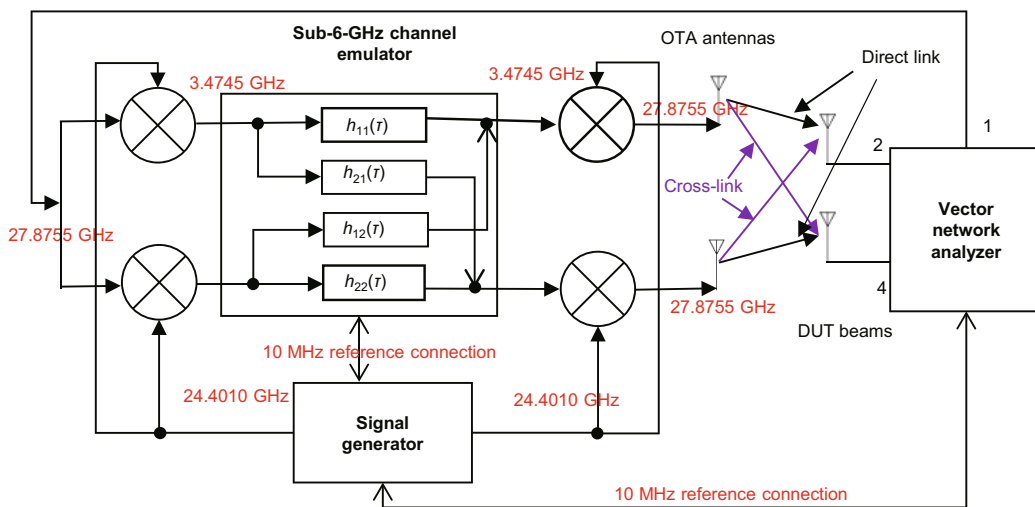 Sub-6-GHz channel
emulator
OTA antennas
Direct link
3.4745 GHz
3.4745 GHz
27.8755 GHz
1
h11(τ)
2
h21(τ)
Cross-link
h12(τ)
27.8755 GHz
Vector
network
analyzer
h22(τ)
4
27.8755 GHz
DUT beams
10 MHz reference connection
24.4010 GHz
24.4010 GHz
Signal
generator
10 MHz reference connection